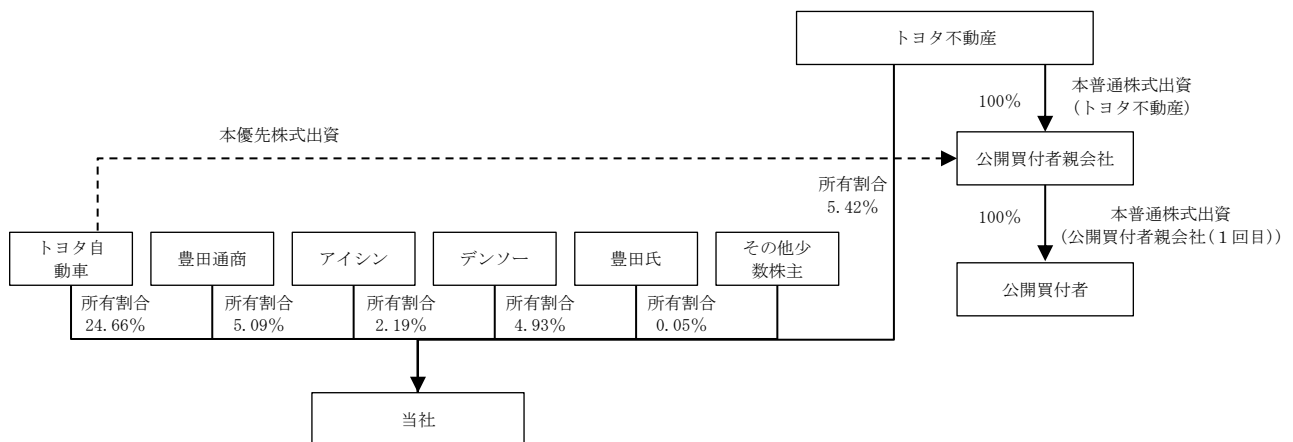 トヨタ不動産
100%
本普通株式出資
(トヨタ不動産)
本優先株式出資
公開買付者親会社
所有割合
5.42%
100%
本普通株式出資
(公開買付者親会社(1回目))
トヨタ自
動車
豊田通商
アイシン
デンソー
豊田氏
その他少
数株主
公開買付者
所有割合
24.66%
所有割合
5.09%
所有割合
2.19%
所有割合
4.93%
所有割合
0.05%
当社